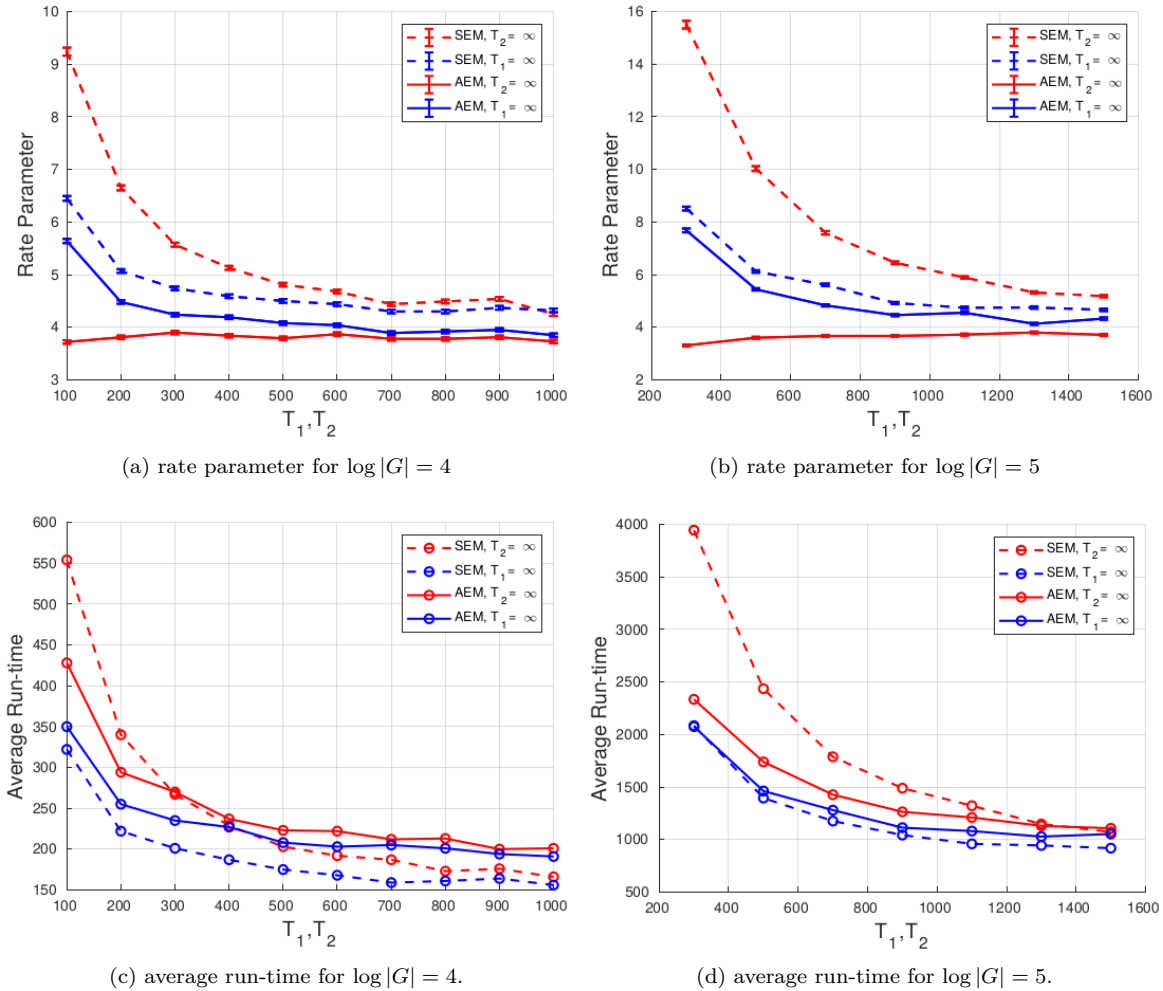 10
9
8
7
6
5
4
3
100 200 300 400 500 600 700 800 900 1000
Rate Parameter
T₁,T₂
SEM, T₂= ∞
SEM, T₁= ∞
AEM, T₂= ∞
AEM, T₁= ∞
(a) rate parameter for log |G| = 4
16
14
12
10
8
6
4
2
200 400 600 800 1000 1200 1400 1600
Rate Parameter
T₁,T₂
SEM, T₂= ∞
SEM, T₁= ∞
AEM, T₂= ∞
AEM, T₁= ∞
(b) rate parameter for log |G| = 5
600
550
500
450
400
350
300
250
200
150
100 200 300 400 500 600 700 800 900 1000
Average Run-time
T₁,T₂
SEM, T₂= ∞
SEM, T₁= ∞
AEM, T₂= ∞
AEM, T₁= ∞
(c) average run-time for log |G| = 4.
4000
3500
3000
2500
2000
1500
1000
500
200 400 600 800 1000 1200 1400 1600
Average Run-time
T₁,T₂
SEM, T₂= ∞
SEM, T₁= ∞
AEM, T₂= ∞
AEM, T₁= ∞
(d) average run-time for log |G| = 5.